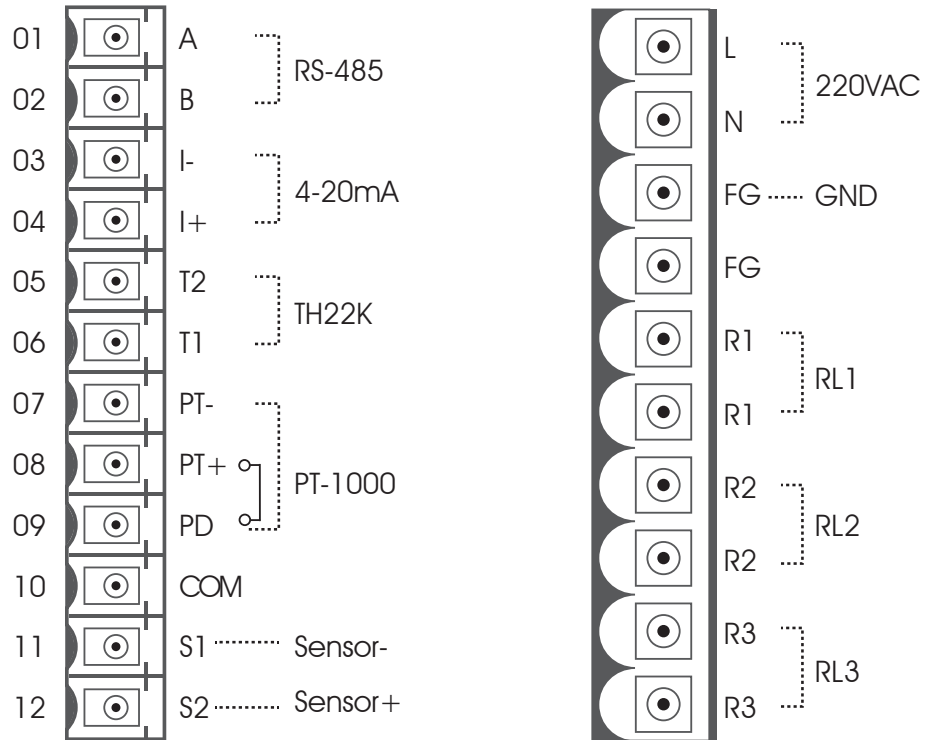 01 A
RS-485
02 B
03 I-
4-20mA
04 I+
05 T2
TH22K
06 T1
07 PT-
08 PT+
PT-1000
09 PD
10 COM
11 S1 Sensor-
12 S2 Sensor+
L
220VAC
N
FG GND
FG
R1
RL1
R1
R2
RL2
R2
R3
RL3
R3